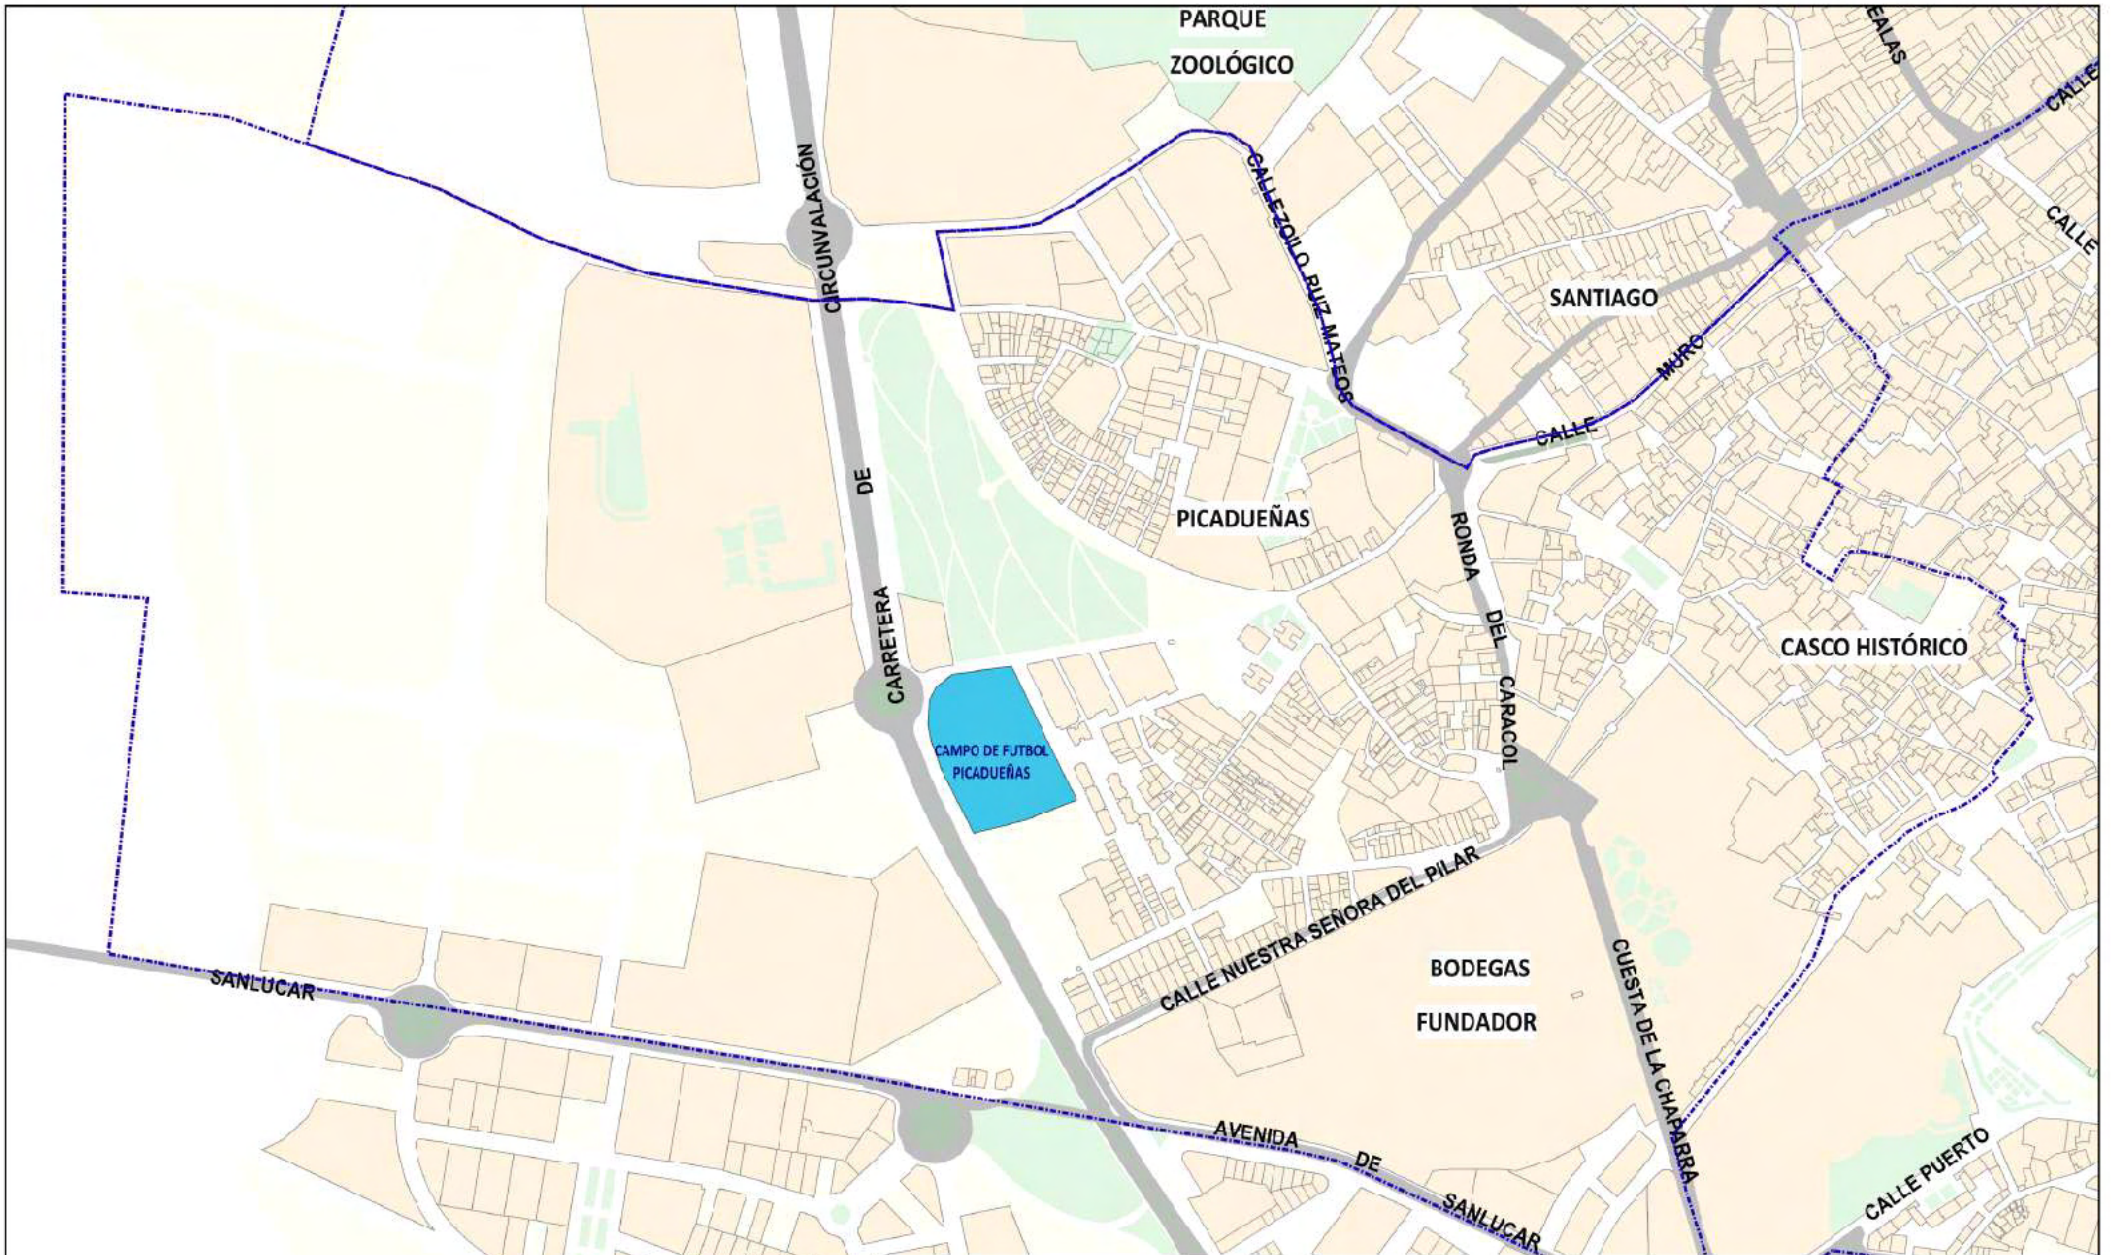 PARQUE
ZOOLÓGICO
EALAS
CALLE
CALLE
CIRCUNVALACIÓN
DE
CARRETERA
CALLE ZOILO RUIZ MATEOS
SANTIAGO
CALLE
MURO
PICADUEÑAS
RONDA
DEL
CARACOL
CASCO HISTÓRICO
CAMPO DE FUTBOL
PICADUEÑAS
CALLE NUESTRA SEÑORA DEL PILAR
BODEGAS
FUNDADOR
CUESTA DE LA CHAPARRA
SANLUCAR
AVENIDA
DE
SANLUCAR
CALLE PUERTO